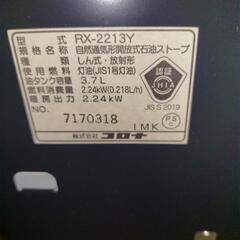 型式 RX-2213Y
規格名称 自然通気形開放式石油ストーブ
種類 しん式・放射形
使用燃料 灯油(JIS1号灯油)
油タンク容量 3.7L
燃料消費量 2.24kW(0.218L/h)
暖房出力 2.24kW
認証
JHIA
JIS S 2019
PS
C
NO. 7170318
1MK
株式会社コロナ